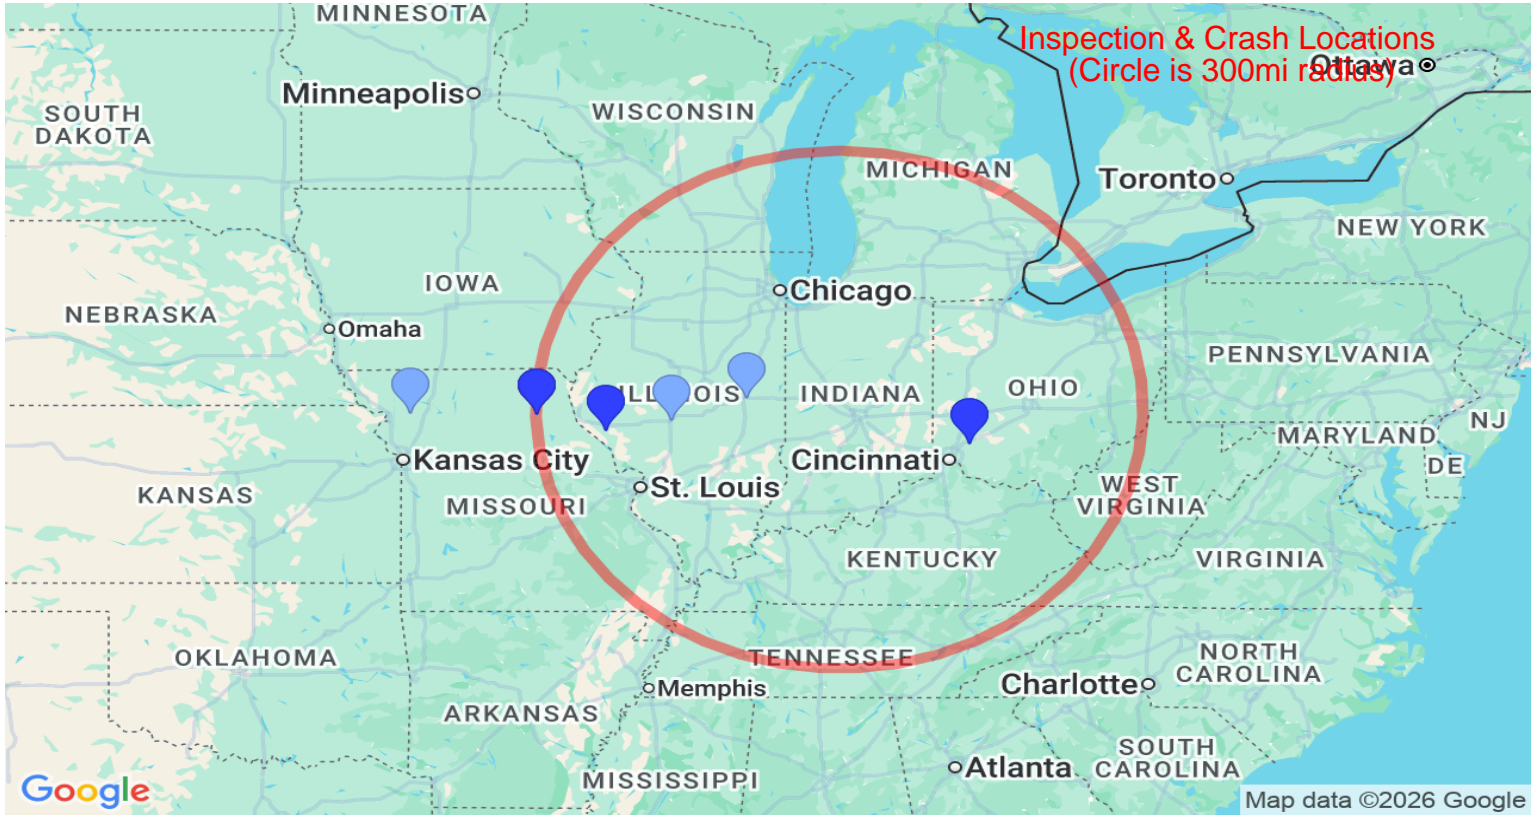 MINNESOTA
Inspection & Crash Locations
(Circle is 300mi radius)
Ottawa
Minneapolis
WISCONSIN
SOUTH
DAKOTA
MICHIGAN
Toronto
NEW YORK
IOWA
Chicago
NEBRASKA
Omaha
PENNSYLVANIA
ILLINOIS
INDIANA
OHIO
NJ
MARYLAND
DE
Kansas City
Cincinnati
St. Louis
KANSAS
MISSOURI
WEST
VIRGINIA
KENTUCKY
VIRGINIA
OKLAHOMA
TENNESSEE
NORTH
CAROLINA
Memphis
Charlotte
ARKANSAS
SOUTH
CAROLINA
Atlanta
MISSISSIPPI
Google
Map data ©2026 Google